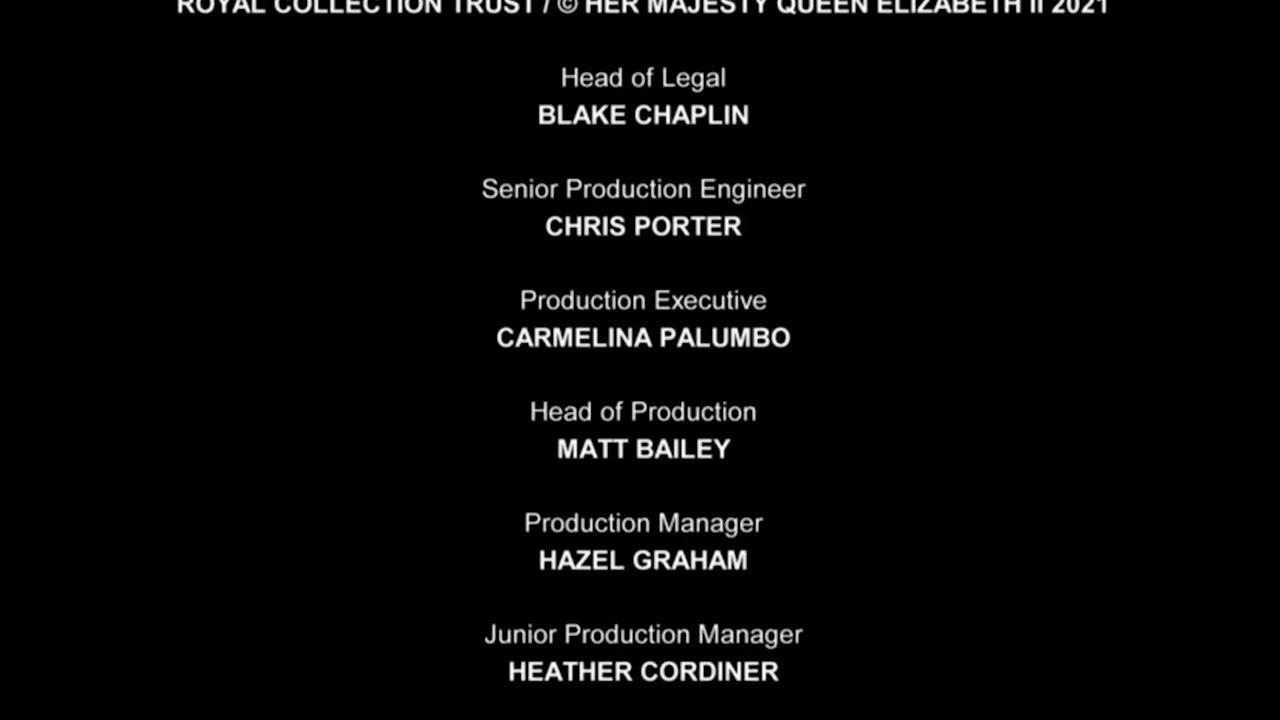 ROYAL COLLECTION TRUST / © HER MAJESTY QUEEN ELIZABETH II 2021
Head of Legal
BLAKE CHAPLIN
Senior Production Engineer
CHRIS PORTER
Production Executive
CARMELINA PALUMBO
Head of Production
MATT BAILEY
Production Manager
HAZEL GRAHAM
Junior Production Manager
HEATHER CORDINER